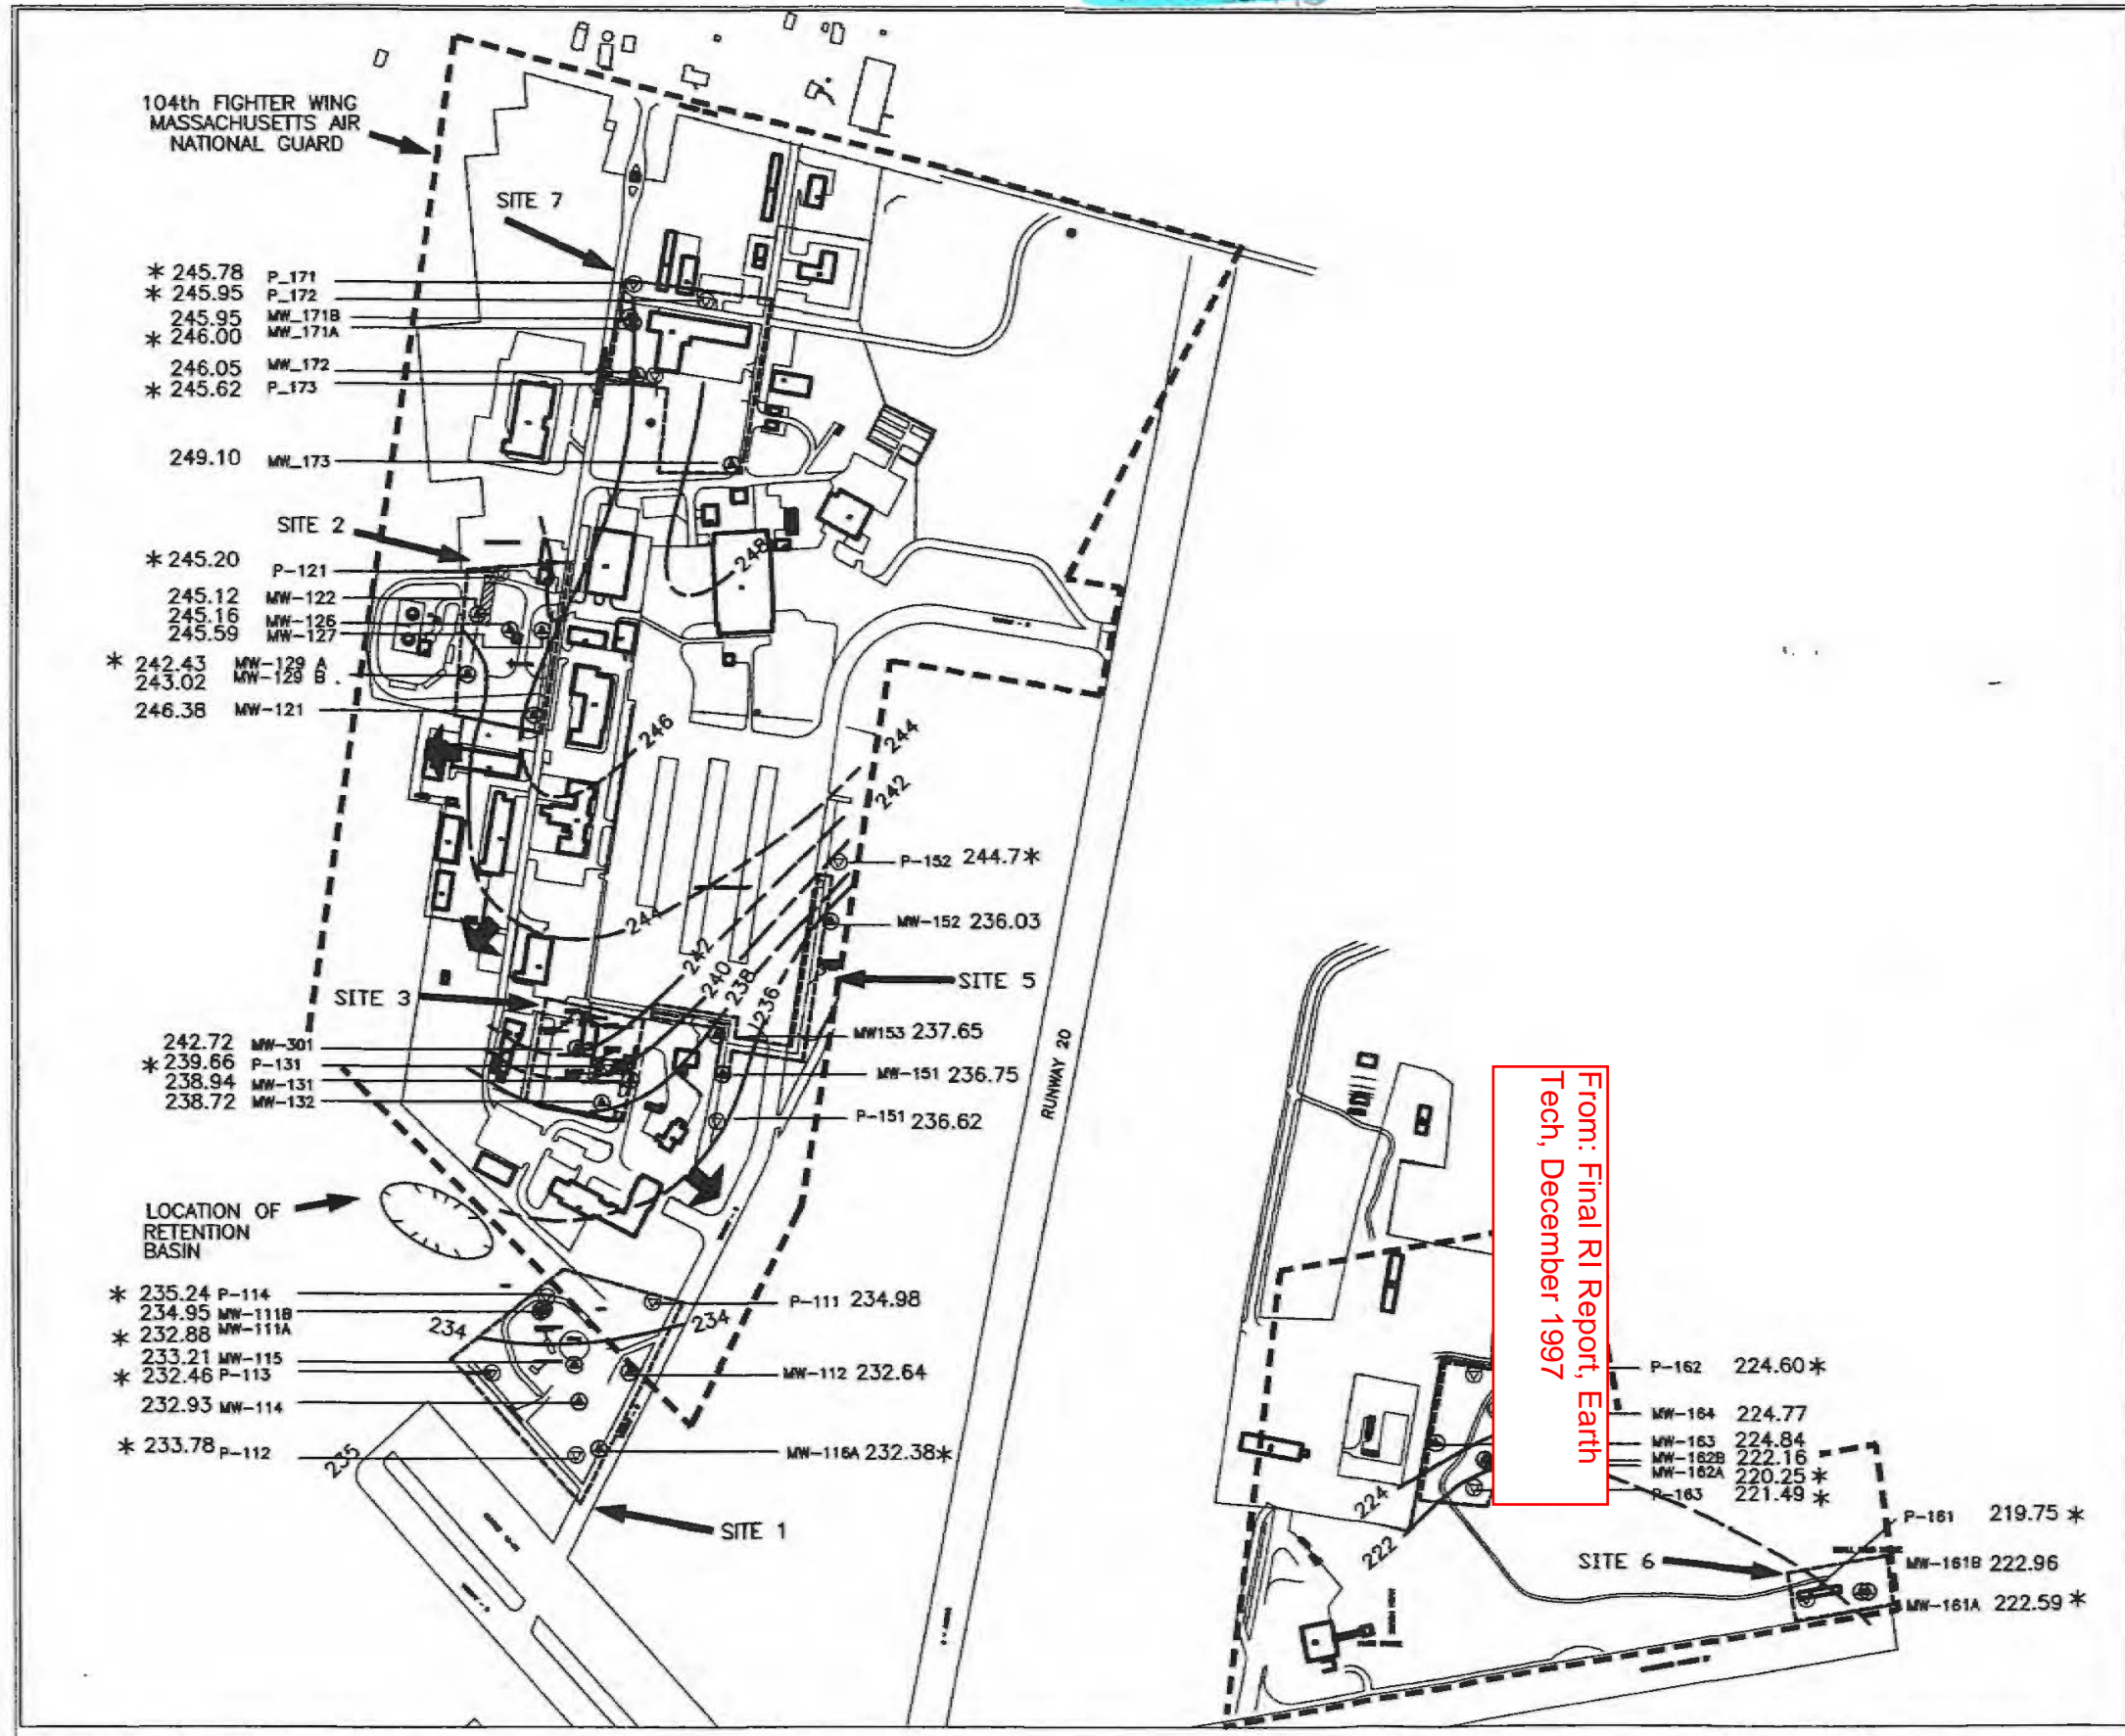 104th FIGHTER WING
MASSACHUSETTS AIR
NATIONAL GUARD
SITE 7
* 245.78 P_171
* 245.95 P_172
245.95 MW_171B
* 246.00 MW_171A
246.05 MW_172
* 245.62 P_173
249.10 MW_173
SITE 2
* 245.20 P-121
245.12 MW-122
245.16 MW-126
245.59 MW-127
* 242.43 MW-129 A
243.02 MW-129 B
246.38 MW-121
248
246
244
242
244
242
240
238
236
P-152 244.7*
MW-152 236.03
SITE 5
SITE 3
MW153 237.65
MW-151 236.75
P-151 236.62
242.72 MW-301
* 239.66 P-131
238.94 MW-131
238.72 MW-132
RUNWAY 20
LOCATION OF
RETENTION
BASIN
* 235.24 P-114
234.95 MW-111B
* 232.88 MW-111A
233.21 MW-115
* 232.46 P-113
232.93 MW-114
* 233.78 P-112
234
234
235
P-111 234.98
MW-112 232.64
MW-116A 232.38*
SITE 1
From: Final RI Report, Earth
Tech, December 1997
P-162 224.60*
MW-164 224.77
MW-163 224.84
MW-162B 222.16
MW-162A 220.25*
P-163 221.49*
224
222
P-161 219.75*
SITE 6
MW-161B 222.96
MW-161A 222.59*